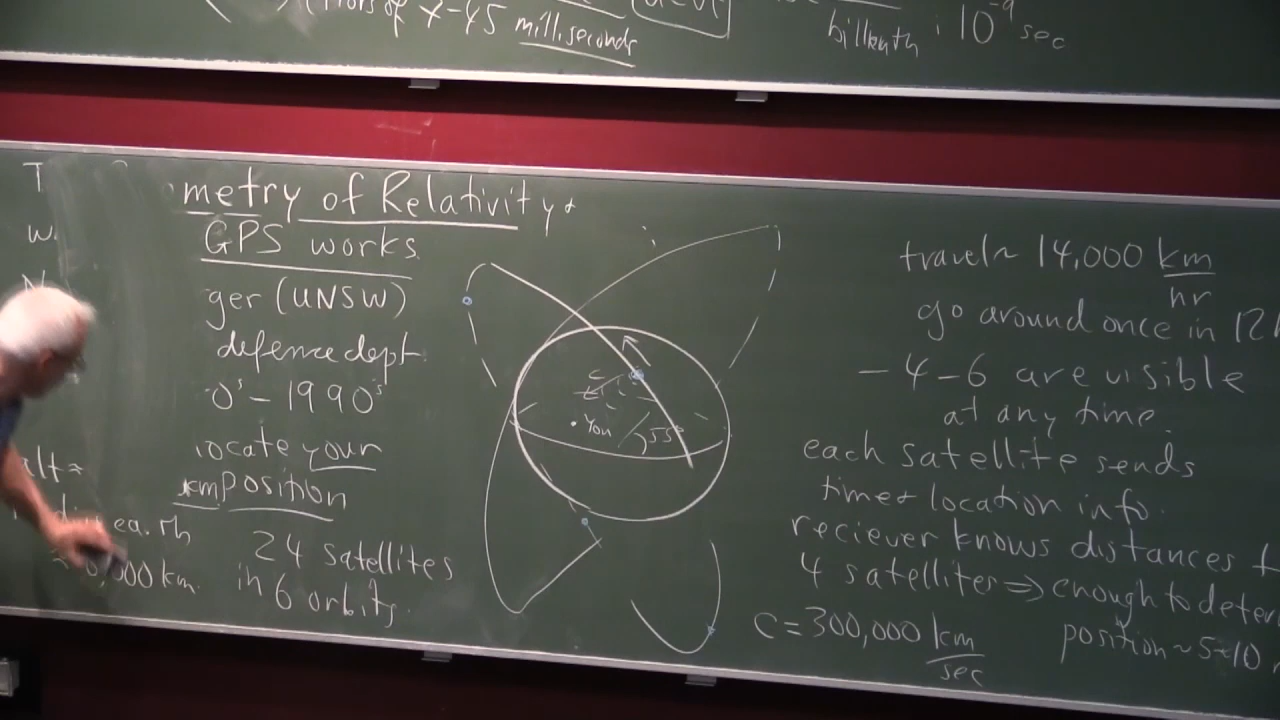 of 4-45 milliseconds
billionth : 10⁻⁹ sec
T
w
metry of Relativity +
GPS works
ger (UNSW)
defence dept.
0's - 1990's
locate your
position
alt =
earth
000 km.
24 satellites
in 6 orbits.
c
You
55°
travel ~ 14,000 km
hr
go around once in 12
- 4 - 6 are visible
at any time.
each satellite sends
time + location info.
reciever knows distances t
4 satellites ⇒ enough to deter
position ~ 5-10
c = 300,000 km
sec